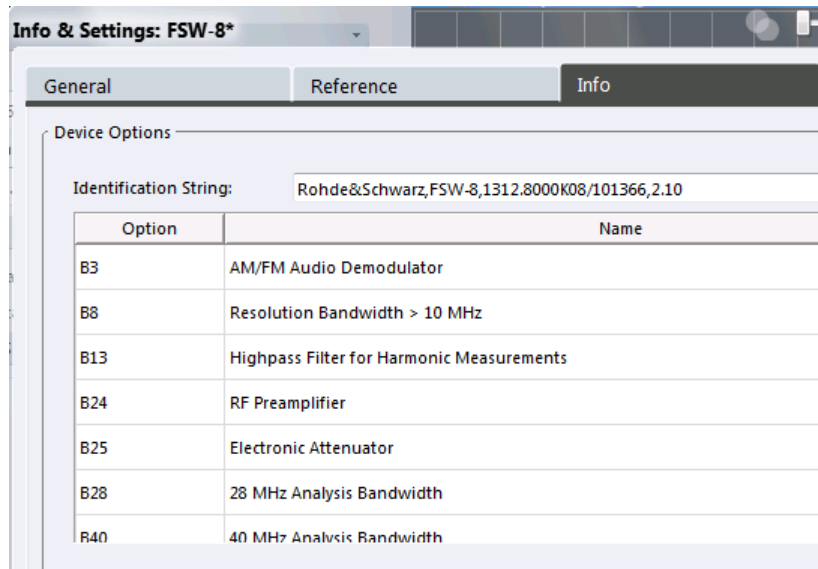 Info & Settings: FSW-8*
General Reference Info
Device Options
Identification String: Rohde&Schwarz,FSW-8,1312.8000K08/101366,2.10
Option Name
B3 AM/FM Audio Demodulator
B8 Resolution Bandwidth > 10 MHz
B13 Highpass Filter for Harmonic Measurements
B24 RF Preamplifier
B25 Electronic Attenuator
B28 28 MHz Analysis Bandwidth
B40 40 MHz Analysis Bandwidth